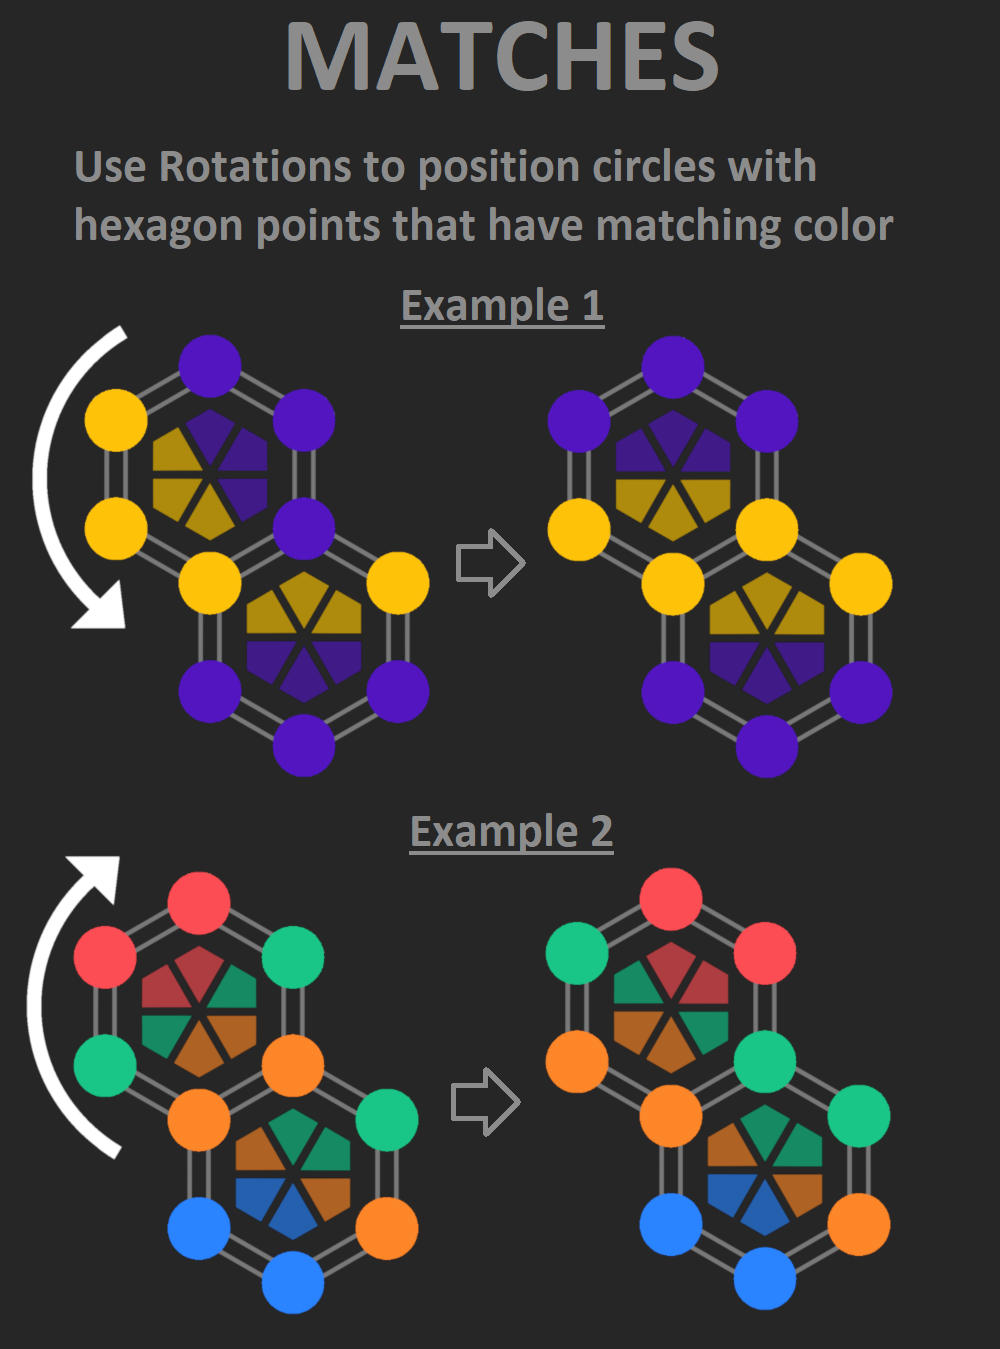 MATCHES
Use Rotations to position circles with
hexagon points that have matching color
Example 1
Example 2